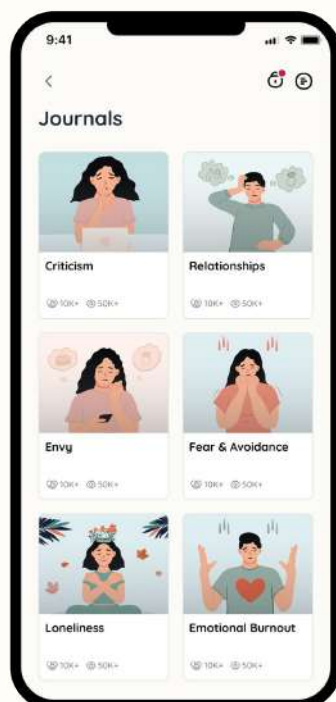 9:41
Journals
Criticism
Relationships
10K+ 50K+
10K+ 50K+
Envy
Fear & Avoidance
10K+ 50K+
10K+ 50K+
Loneliness
Emotional Burnout
10K+ 50K+
10K+ 50K+